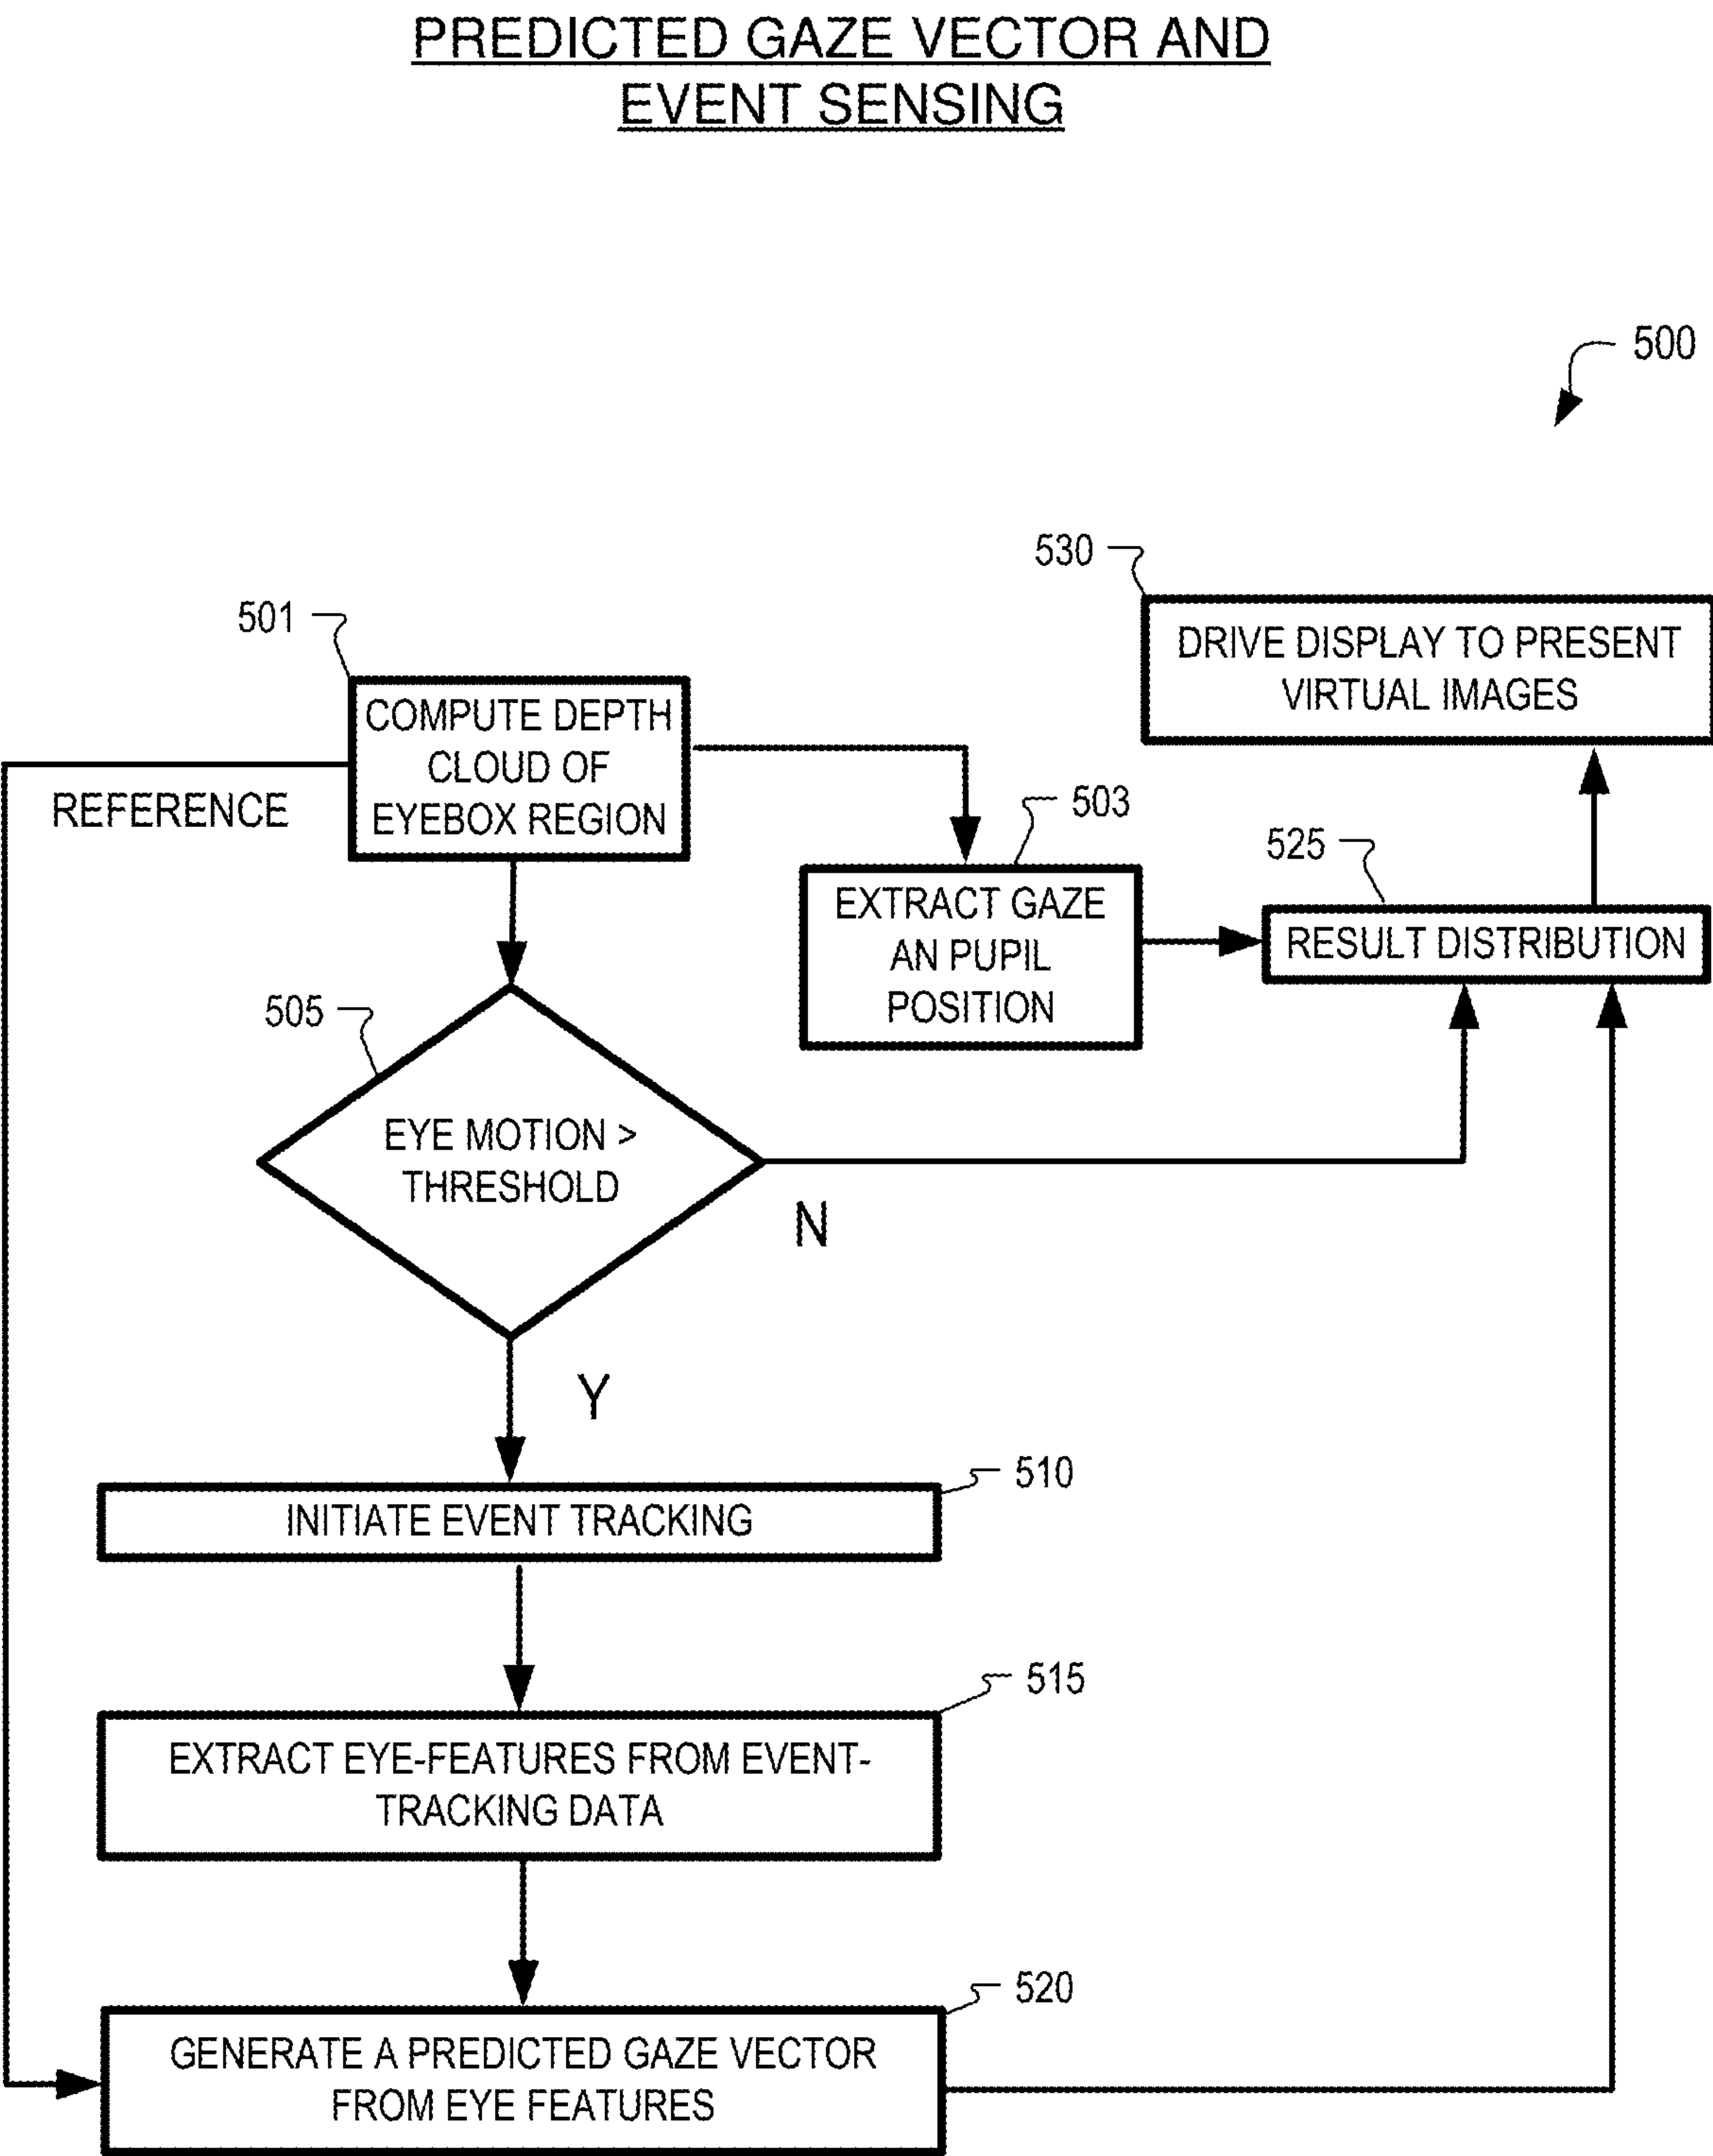 PREDICTED GAZE VECTOR AND
EVENT SENSING
500
530
DRIVE DISPLAY TO PRESENT
VIRTUAL IMAGES
501
COMPUTE DEPTH
CLOUD OF
EYEBOX REGION
REFERENCE
503
EXTRACT GAZE
AN PUPIL
POSITION
525
RESULT DISTRIBUTION
505
EYE MOTION >
THRESHOLD
N
Y
510
INITIATE EVENT TRACKING
515
EXTRACT EYE-FEATURES FROM EVENT-
TRACKING DATA
520
GENERATE A PREDICTED GAZE VECTOR
FROM EYE FEATURES